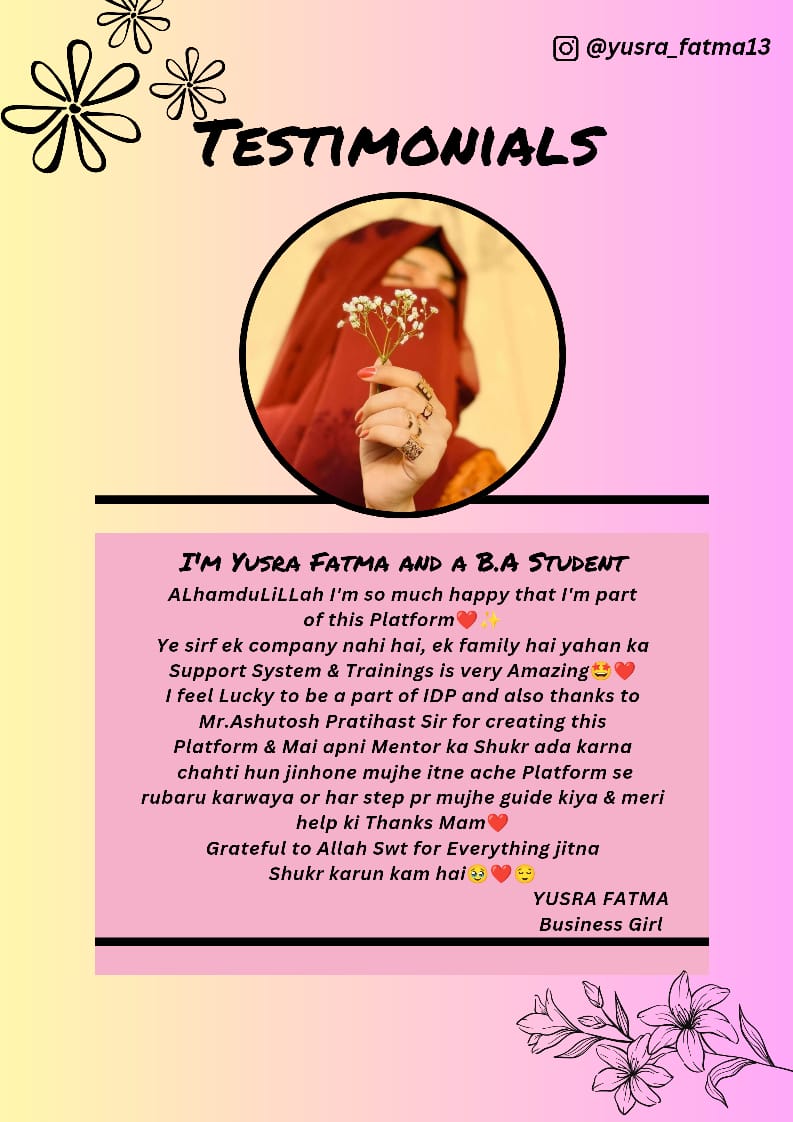 @yusra_fatma13
Testimonials
I'm Yusra Fatma and a B.A Student
ALhamduLiLLah I'm so much happy that I'm part
of this Platform❤️✨
Ye sirf ek company nahi hai, ek family hai yahan ka
Support System & Trainings is very Amazing🤩❤️
I feel Lucky to be a part of IDP and also thanks to
Mr.Ashutosh Pratihast Sir for creating this
Platform & Mai apni Mentor ka Shukr ada karna
chahti hun jinhone mujhe itne ache Platform se
rubaru karwaya or har step pr mujhe guide kiya & meri
help ki Thanks Mam❤️
Grateful to Allah Swt for Everything jitna
Shukr karun kam hai🥹❤️😌
YUSRA FATMA
Business Girl